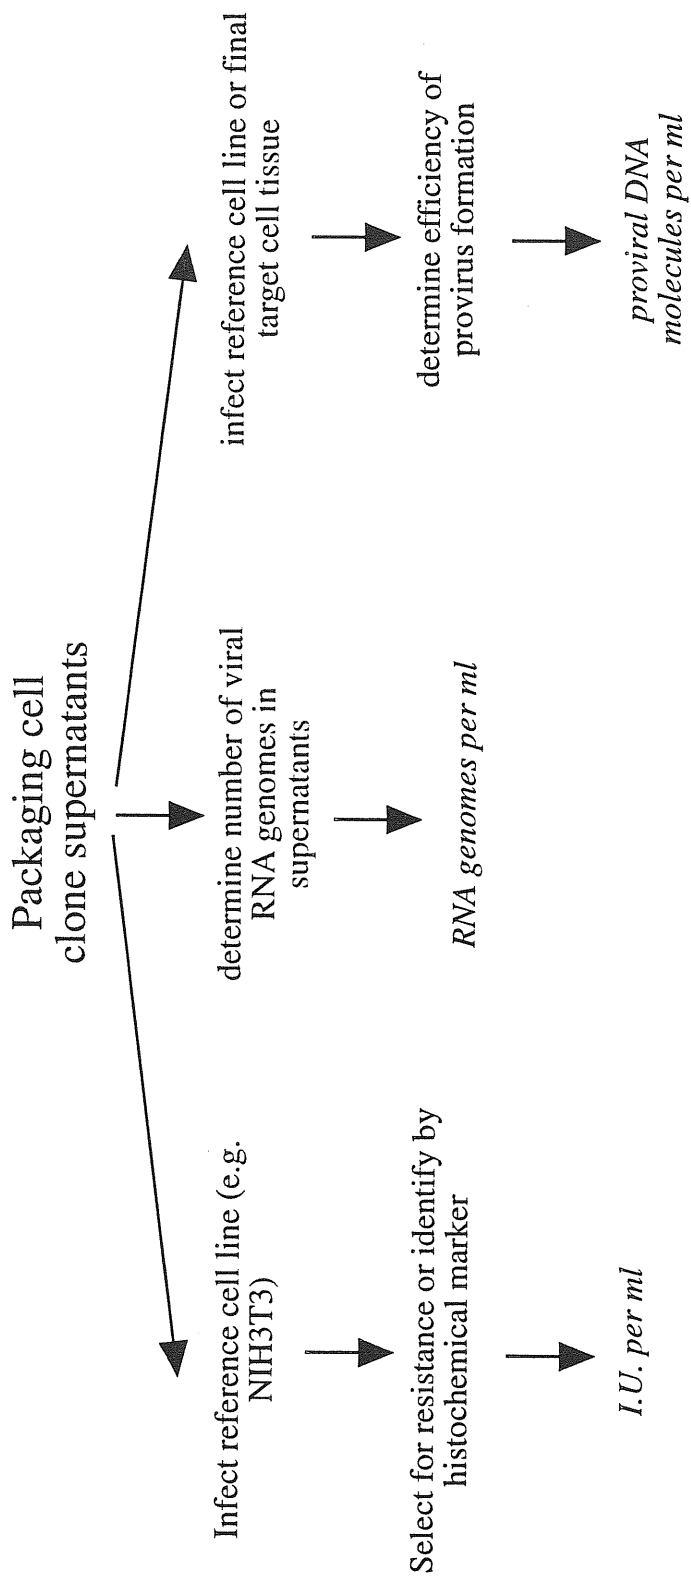 Packaging cell
clone supernatants
Infect reference cell line (e.g.
NIH3T3)
Select for resistance or identify by
histochemical marker
I.U. per ml
determine number of viral
RNA genomes in
supernatants
RNA genomes per ml
infect reference cell line or final
target cell tissue
determine efficiency of
provirus formation
proviral DNA
molecules per ml